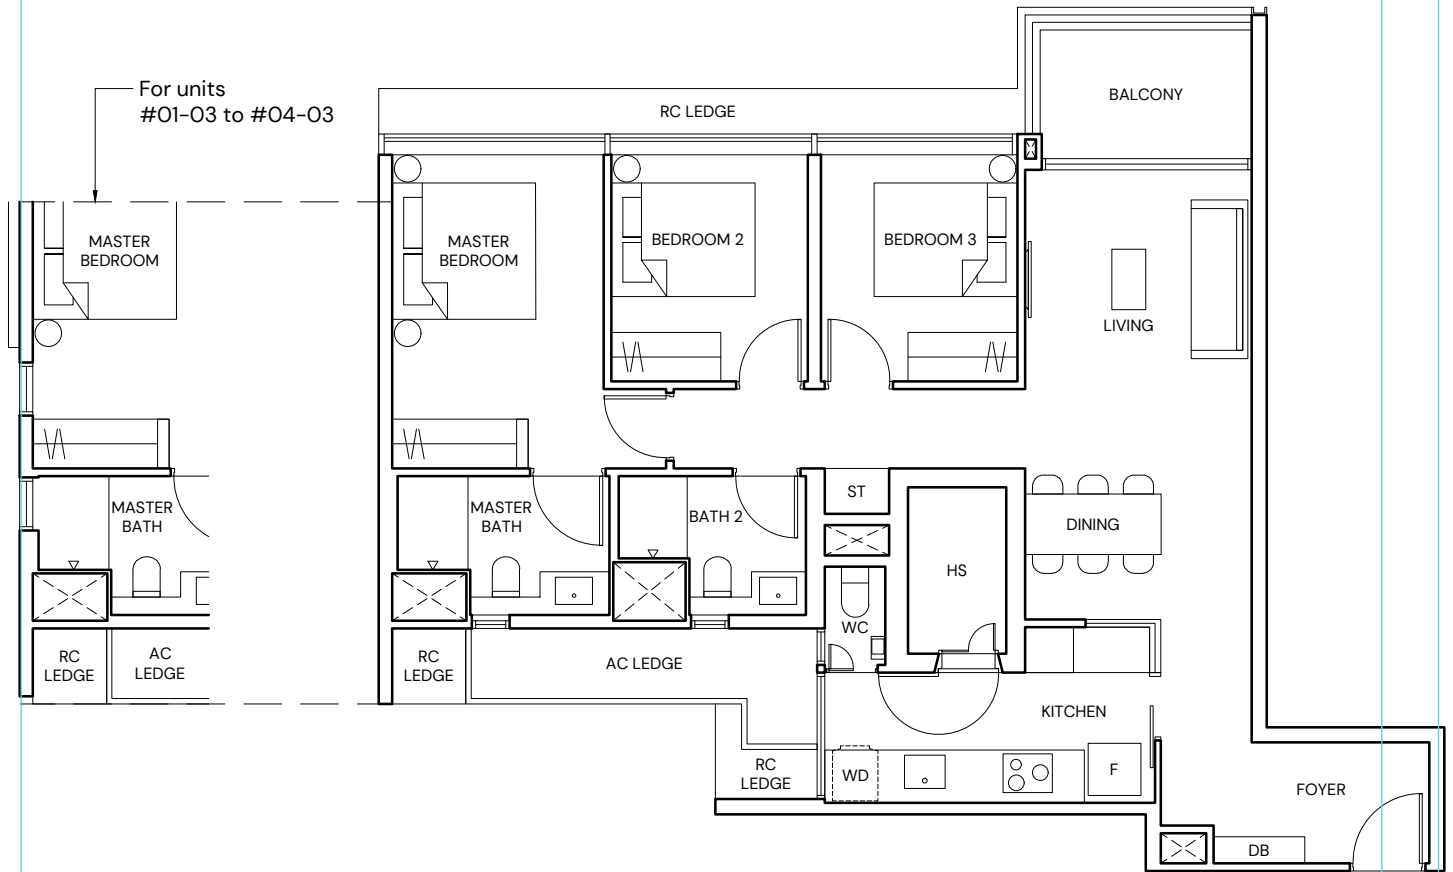 For units
#01-03 to #04-03
RC LEDGE
BALCONY
MASTER
BEDROOM
MASTER
BEDROOM
BEDROOM 2
BEDROOM 3
LIVING
MASTER
BATH
MASTER
BATH
BATH 2
ST
DINING
HS
WC
RC
LEDGE
AC
LEDGE
RC
LEDGE
AC LEDGE
KITCHEN
RC
LEDGE
WD
F
FOYER
DB